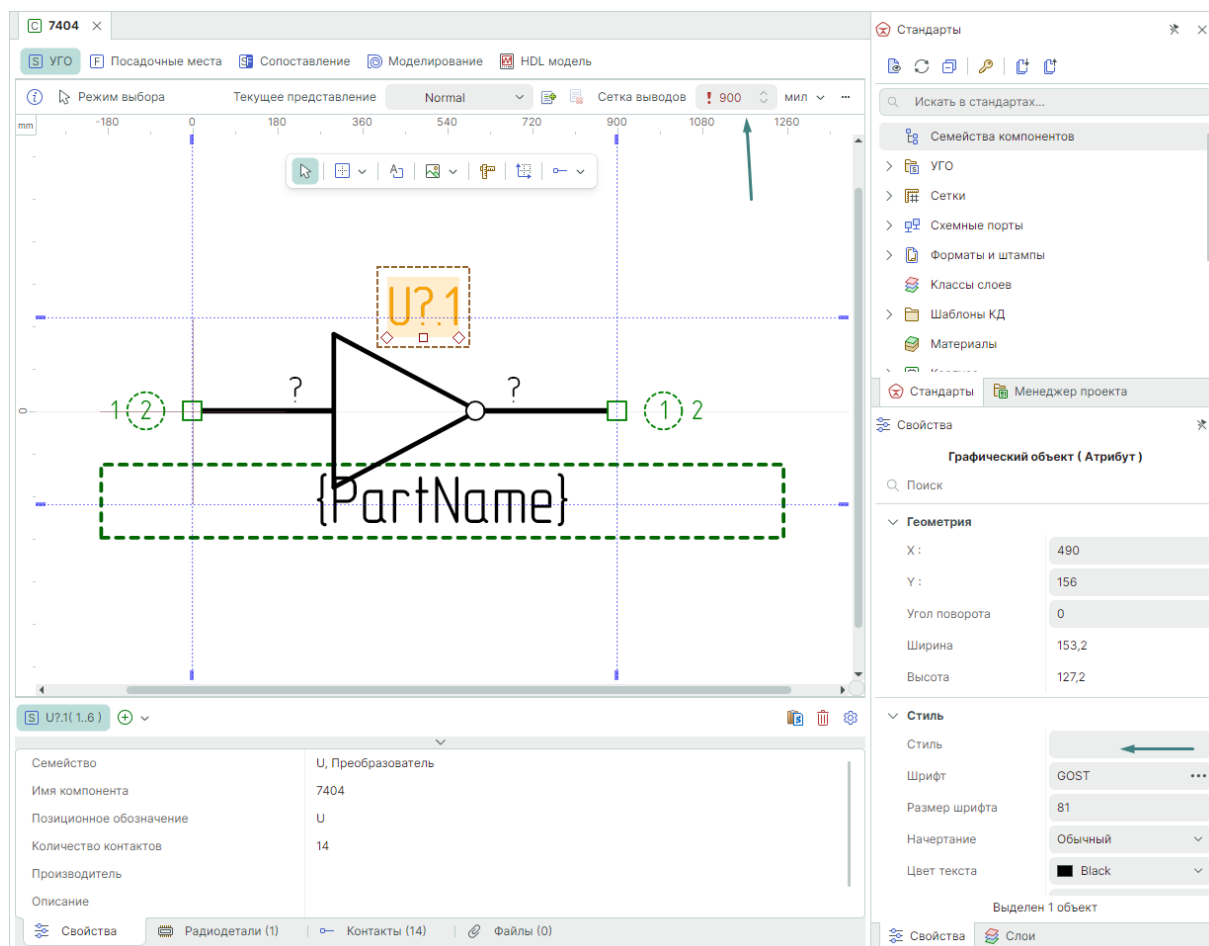 7404
УГО Посадочные места Сопоставление Моделирование HDL модель
Режим выбора Текущее представление Normal Сетка выводов ! 900 мил
mm -180 0 180 360 540 720 900 1080 1260
U?.1
? ?
1 2 1 2
0
{PartName}
U?.1( 1..6 )
Семейство U, Преобразователь
Имя компонента 7404
Позиционное обозначение U
Количество контактов 14
Производитель
Описание
Свойства Радиодетали (1) Контакты (14) Файлы (0)
Стандарты
Искать в стандартах...
Семейства компонентов
УГО
Сетки
Схемные порты
Форматы и штампы
Классы слоев
Шаблоны КД
Материалы
Стандарты Менеджер проекта
Свойства
Графический объект ( Атрибут )
Поиск
Геометрия
X : 490
Y : 156
Угол поворота 0
Ширина 153,2
Высота 127,2
Стиль
Стиль
Шрифт GOST
Размер шрифта 81
Начертание Обычный
Цвет текста Black
Выделен 1 объект
Свойства Слои